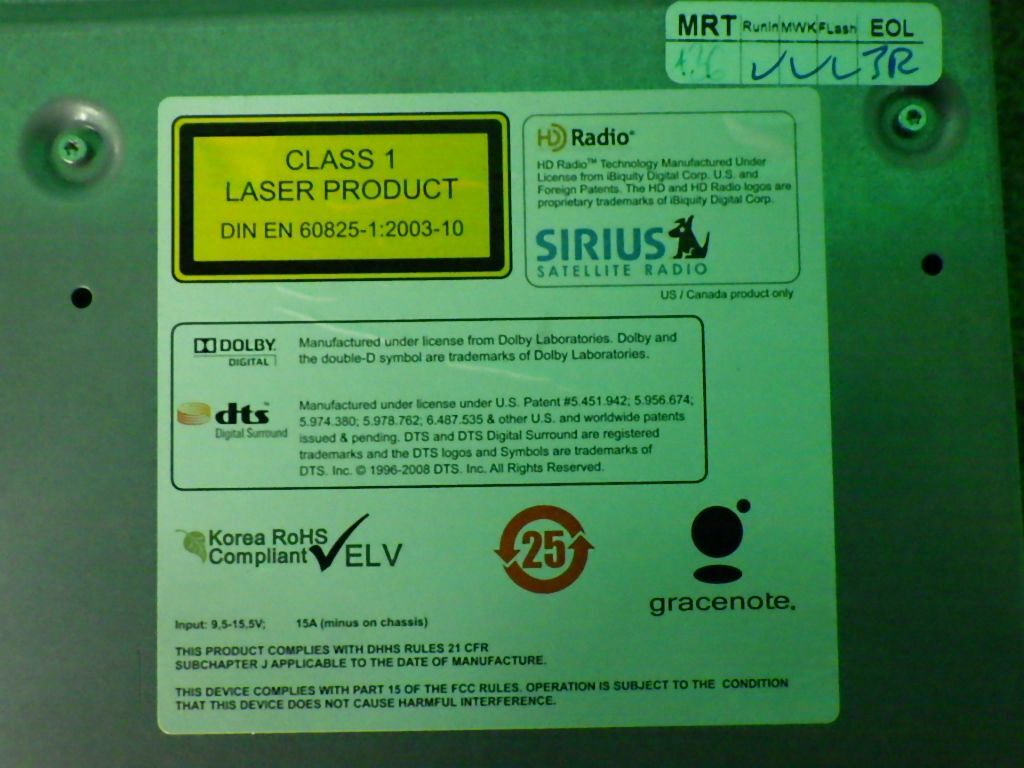 MRT RunIn MWK FLash EOL
3R
CLASS 1
LASER PRODUCT
DIN EN 60825-1:2003-10
HD Radio®
HD Radio™ Technology Manufactured Under
License from iBiquity Digital Corp. U.S. and
Foreign Patents. The HD and HD Radio logos are
proprietary trademarks of iBiquity Digital Corp.
SIRIUS
SATELLITE RADIO
US / Canada product only
DOLBY
DIGITAL
Manufactured under license from Dolby Laboratories. Dolby and
the double-D symbol are trademarks of Dolby Laboratories.
dts™
Digital Surround
Manufactured under license under U.S. Patent #5.451.942; 5.956.674;
5.974.380; 5.978.762; 6.487.535 & other U.S. and worldwide patents
issued & pending. DTS and DTS Digital Surround are registered
trademarks and the DTS logos and Symbols are trademarks of
DTS. Inc. © 1996-2008 DTS. Inc. All Rights Reserved.
Korea RoHS
Compliant ELV
25
gracenote.
Input: 9,5-15,5V; 15A (minus on chassis)
THIS PRODUCT COMPLIES WITH DHHS RULES 21 CFR
SUBCHAPTER J APPLICABLE TO THE DATE OF MANUFACTURE.
THIS DEVICE COMPLIES WITH PART 15 OF THE FCC RULES. OPERATION IS SUBJECT TO THE CONDITION
THAT THIS DEVICE DOES NOT CAUSE HARMFUL INTERFERENCE.